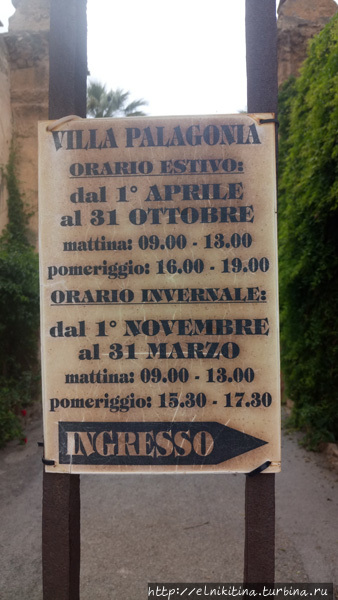 VILLA PALAGONIA
ORARIO ESTIVO:
dal 1° APRILE
al 31 OTTOBRE
mattina: 09.00 - 13.00
pomeriggio: 16.00 - 19.00
ORARIO INVERNALE:
dal 1° NOVEMBRE
al 31 MARZO
mattina: 09.00 - 13.00
pomeriggio: 15.30 - 17.30
INGRESSO
http://elnikitina.turbina.ru